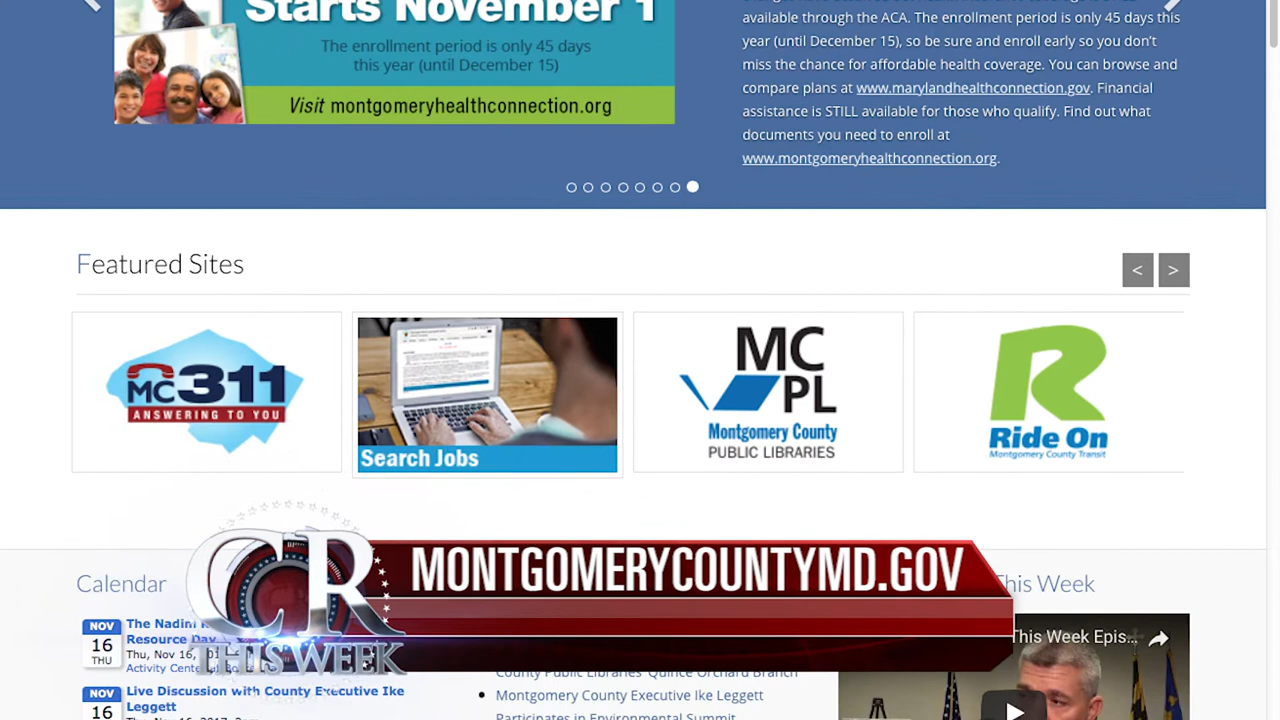 Starts November 1
The enrollment period is only 45 days
this year (until December 15)
Visit montgomeryhealthconnection.org
available through the ACA. The enrollment period is only 45 days this
year (until December 15), so be sure and enroll early so you don't
miss the chance for affordable health coverage. You can browse and
compare plans at www.marylandhealthconnection.gov. Financial
assistance is STILL available for those who qualify. Find out what
documents you need to enroll at
www.montgomeryhealthconnection.org.
Featured Sites
< >
MC311
ANSWERING TO YOU
Search Jobs
MC
PL
Montgomery County
PUBLIC LIBRARIES
R
Ride On
Montgomery County Transit
CR
THIS WEEK
MONTGOMERYCOUNTYMD.GOV
Calendar
NOV
16
THU
The Nadim
Resource Day
Thu, Nov 16,
Activity
NOV
16
Live Discussion with County Executive Ike
Leggett
Thu, Nov 16, 2017,
County Public Libraries' Quince Orchard Branch
Montgomery County Executive Ike Leggett
Participates in Environmental Summit
This Week
This Week Epis...